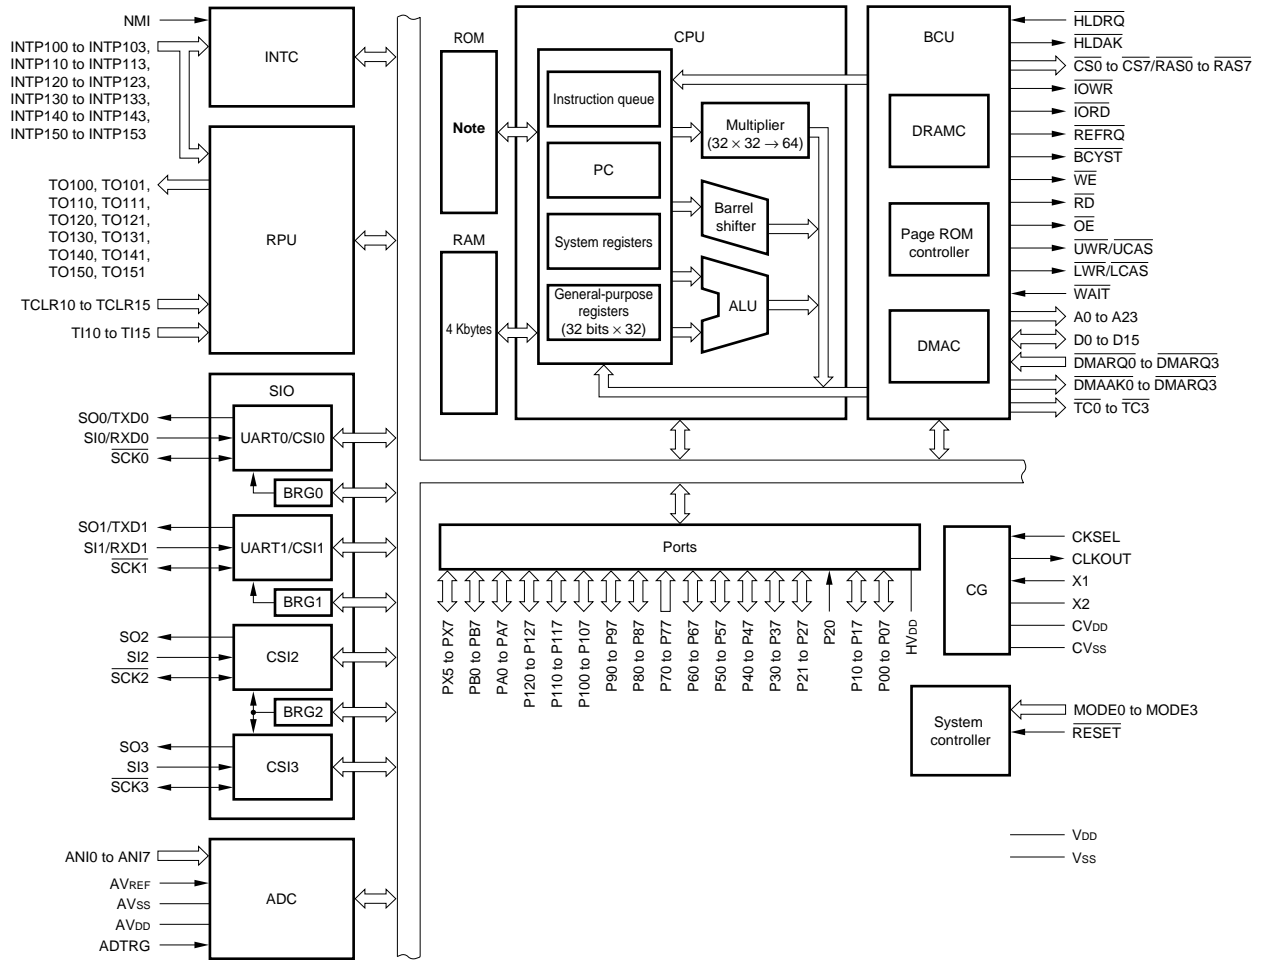 NMI
INTP100 to INTP103,
INTP110 to INTP113,
INTP120 to INTP123,
INTP130 to INTP133,
INTP140 to INTP143,
INTP150 to INTP153
TO100, TO101,
TO110, TO111,
TO120, TO121,
TO130, TO131,
TO140, TO141,
TO150, TO151
TCLR10 to TCLR15
TI10 to TI15
INTC
RPU
SIO
SO0/TXD0
SI0/RXD0
SCK0
UART0/CSI0
BRG0
SO1/TXD1
SI1/RXD1
SCK1
UART1/CSI1
BRG1
SO2
SI2
SCK2
CSI2
BRG2
SO3
SI3
SCK3
CSI3
ANI0 to ANI7
AVREF
AVSS
AVDD
ADTRG
ADC
ROM
Note
RAM
4 Kbytes
CPU
Instruction queue
PC
System registers
General-purpose
registers
(32 bits × 32)
Multiplier
(32 × 32 → 64)
Barrel
shifter
ALU
BCU
DRAMC
Page ROM
controller
DMAC
HLDRQ
HLDAK
CS0 to CS7/RAS0 to RAS7
IOWR
IORD
REFRQ
BCYST
WE
RD
OE
UWR/UCAS
LWR/LCAS
WAIT
A0 to A23
D0 to D15
DMARQ0 to DMARQ3
DMAAK0 to DMARQ3
TC0 to TC3
Ports
PX5 to PX7
PB0 to PB7
PA0 to PA7
P120 to P127
P110 to P117
P100 to P107
P90 to P97
P80 to P87
P70 to P77
P60 to P67
P50 to P57
P40 to P47
P30 to P37
P21 to P27
P20
P10 to P17
P00 to P07
HVDD
CG
CKSEL
CLKOUT
X1
X2
CVDD
CVSS
System
controller
MODE0 to MODE3
RESET
VDD
VSS